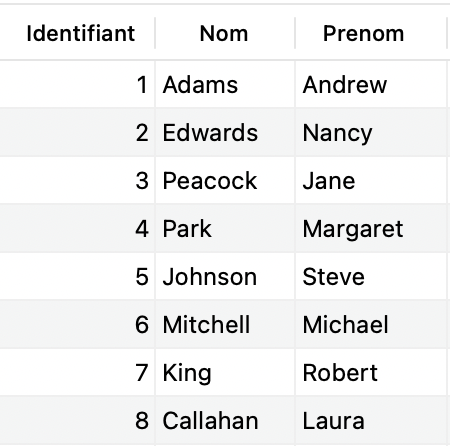 Identifiant Nom Prenom
1 Adams Andrew
2 Edwards Nancy
3 Peacock Jane
4 Park Margaret
5 Johnson Steve
6 Mitchell Michael
7 King Robert
8 Callahan Laura